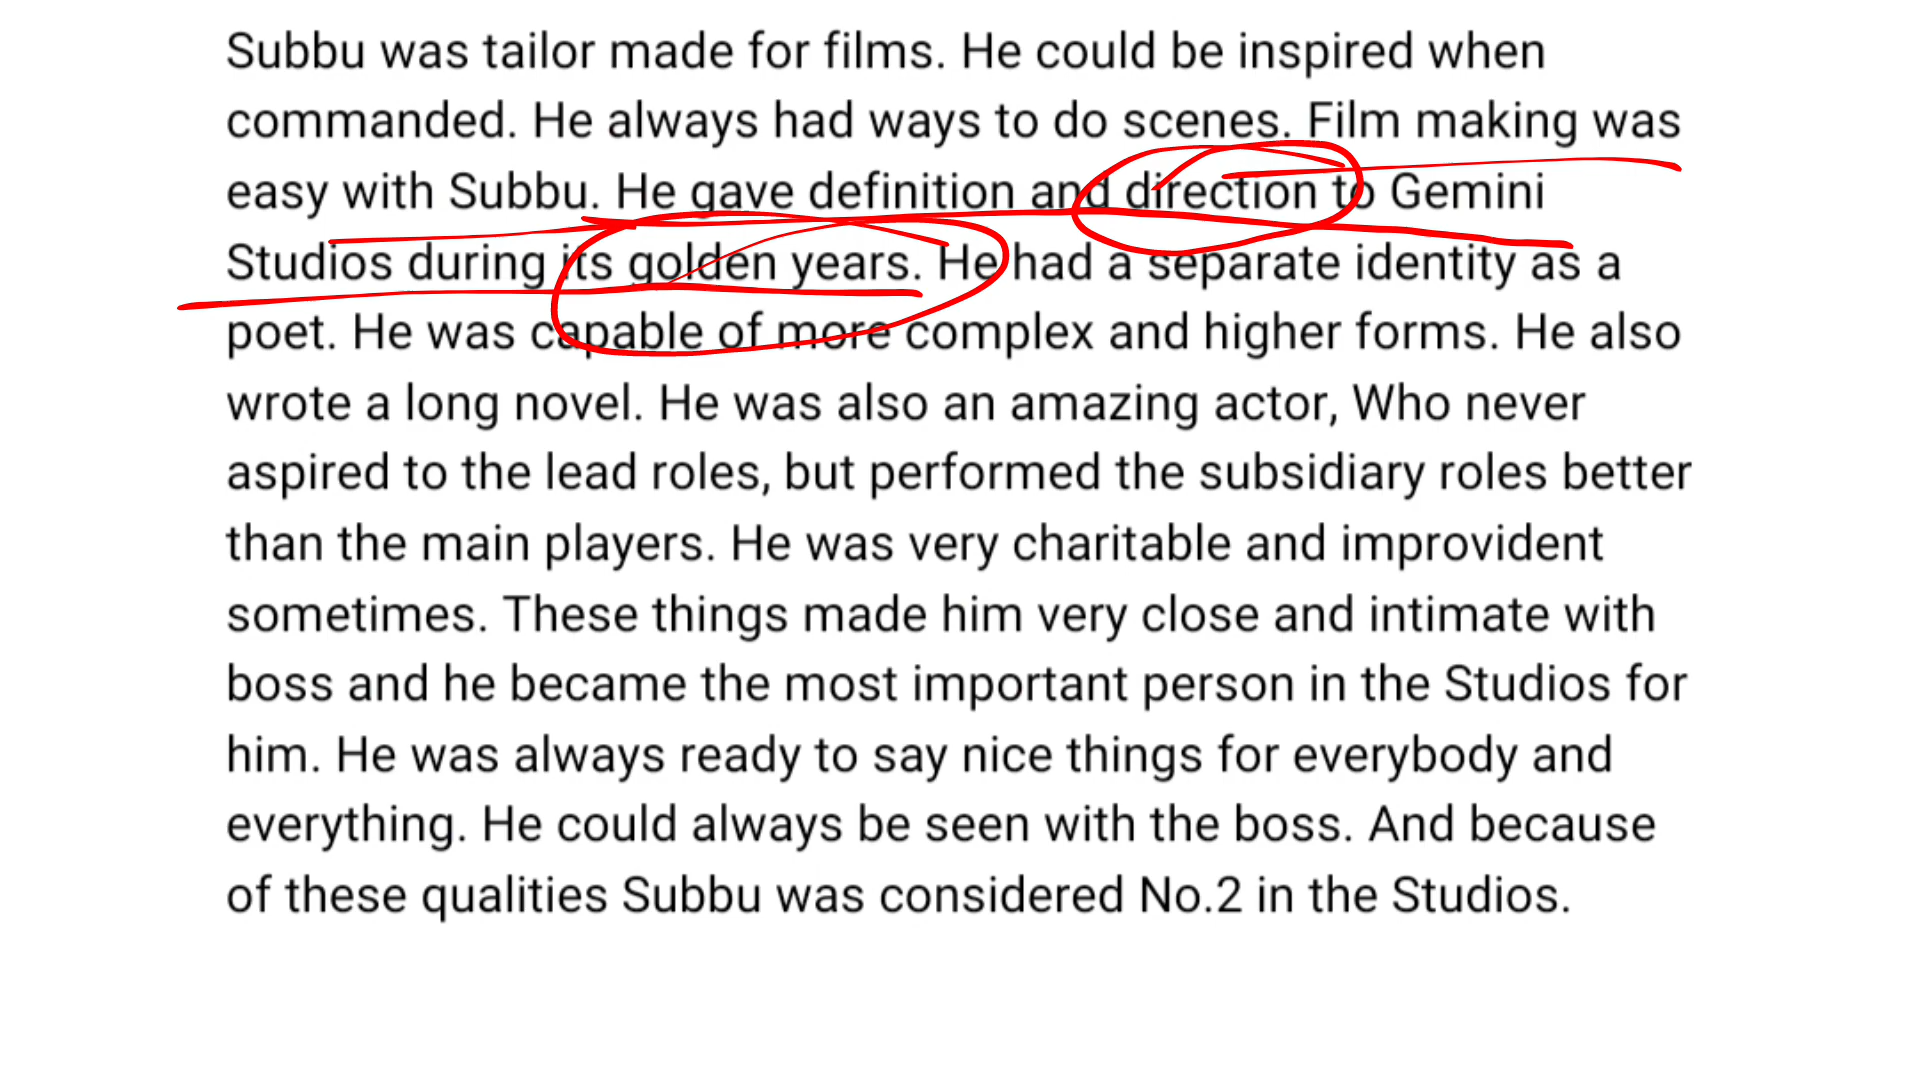 Subbu was tailor made for films. He could be inspired when
commanded. He always had ways to do scenes. Film making was
easy with Subbu. He gave definition and direction to Gemini
Studios during its golden years. He had a separate identity as a
poet. He was capable of more complex and higher forms. He also
wrote a long novel. He was also an amazing actor, Who never
aspired to the lead roles, but performed the subsidiary roles better
than the main players. He was very charitable and improvident
sometimes. These things made him very close and intimate with
boss and he became the most important person in the Studios for
him. He was always ready to say nice things for everybody and
everything. He could always be seen with the boss. And because
of these qualities Subbu was considered No.2 in the Studios.